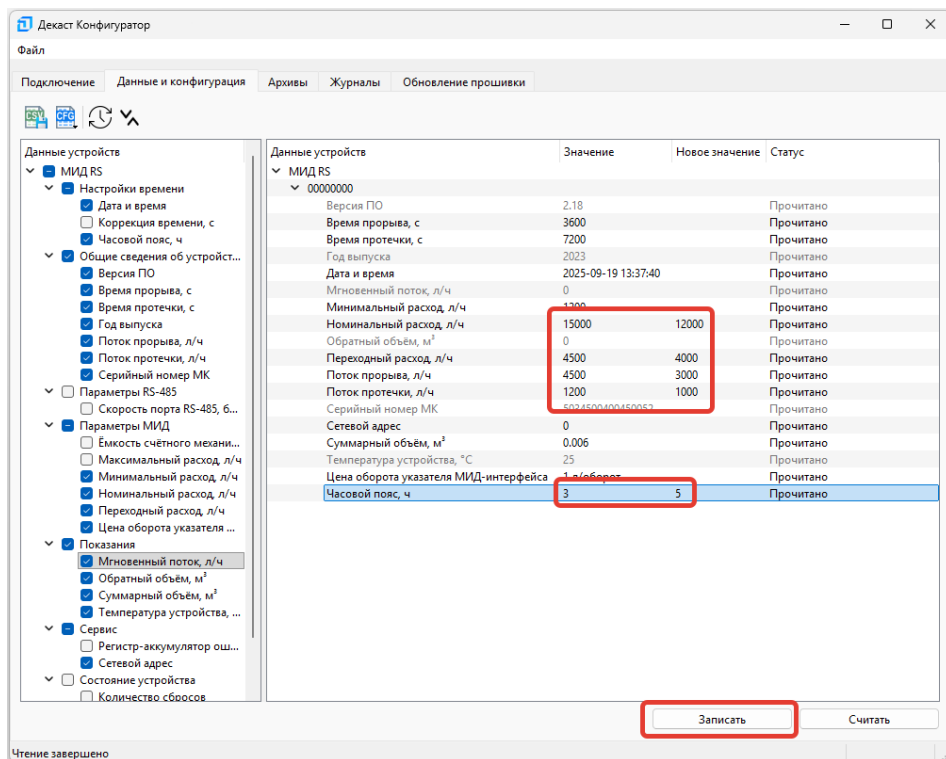 Декаст Конфигуратор
Файл
Подключение Данные и конфигурация Архивы Журналы Обновление прошивки
CSV CFG
Данные устройств
МИД RS
Настройки времени
Дата и время
Коррекция времени, с
Часовой пояс, ч
Общие сведения об устройст...
Версия ПО
Время прорыва, с
Время протечки, с
Год выпуска
Поток прорыва, л/ч
Поток протечки, л/ч
Серийный номер МК
Параметры RS-485
Скорость порта RS-485, б...
Параметры МИД
Ёмкость счётного механи...
Максимальный расход, л/ч
Минимальный расход, л/ч
Номинальный расход, л/ч
Переходный расход, л/ч
Цена оборота указателя ...
Показания
Мгновенный поток, л/ч
Обратный объём, м³
Суммарный объём, м³
Температура устройства, ...
Сервис
Регистр-аккумулятор ош...
Сетевой адрес
Состояние устройства
Количество сбросов
Данные устройств Значение Новое значение Статус
МИД RS
00000000
Версия ПО 2.18 Прочитано
Время прорыва, с 3600 Прочитано
Время протечки, с 7200 Прочитано
Год выпуска 2023 Прочитано
Дата и время 2025-09-19 13:37:40 Прочитано
Мгновенный поток, л/ч 0 Прочитано
Минимальный расход, л/ч 1200 Прочитано
Номинальный расход, л/ч 15000 12000 Прочитано
Обратный объём, м³ 0 Прочитано
Переходный расход, л/ч 4500 4000 Прочитано
Поток прорыва, л/ч 4500 3000 Прочитано
Поток протечки, л/ч 1200 1000 Прочитано
Серийный номер МК Прочитано
Сетевой адрес 0 Прочитано
Суммарный объём, м³ 0.006 Прочитано
Температура устройства, °C 25 Прочитано
Цена оборота указателя МИД-интерфейса 1 л/оборот Прочитано
Часовой пояс, ч 3 5 Прочитано
Записать Считать
Чтение завершено